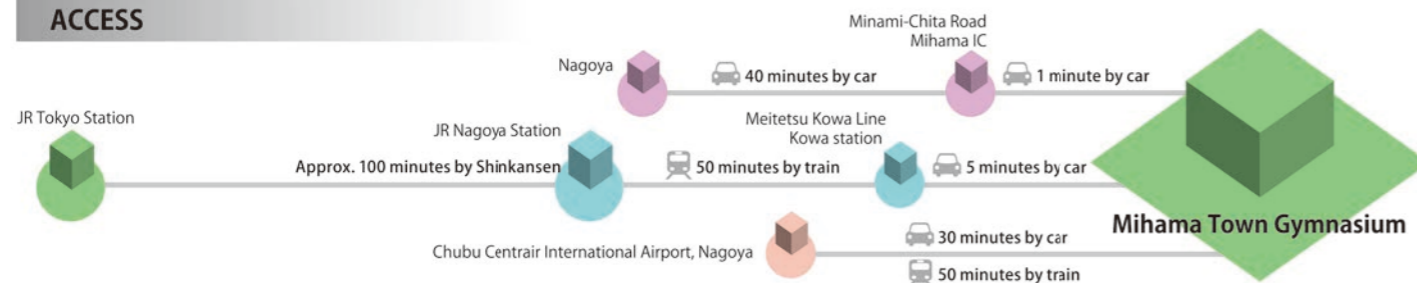 ACCESS
Minami-Chita Road
Mihama IC
Nagoya
40 minutes by car
1 minute by car
JR Tokyo Station
JR Nagoya Station
Meitetsu Kowa Line
Kowa station
Approx. 100 minutes by Shinkansen
50 minutes by train
5 minutes by car
Mihama Town Gymnasium
Chubu Centrair International Airport, Nagoya
30 minutes by car
50 minutes by train